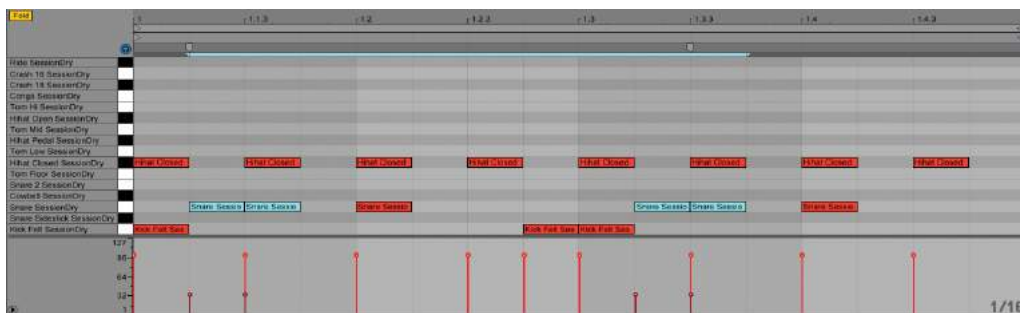 Fold
1 1.1.3 1.2 1.2.3 1.3 1.3.3 1.4 1.4.3
Ride SessionDry
Crash 16 SessionDry
Crash 18 SessionDry
Conga SessionDry
Tom Hi SessionDry
Hihat Open SessionDry
Tom Mid SessionDry
Hihat Pedal SessionDry
Tom Low SessionDry
Hihat Closed SessionDry Hihat Closed Hihat Closed Hihat Closed Hihat Closed Hihat Closed Hihat Closed Hihat Closed Hihat Closed
Tom Floor SessionDry
Snare 2 SessionDry
Cowbell SessionDry
Snare SessionDry Snare Sessio Snare Sessio Snare Sessio Snare Sessio Snare Sessio Snare Sessio
Snare Sidestick SessionDry
Kick Felt SessionDry Kick Felt Ses Kick Felt Ses Kick Felt Ses
127
96
64
32
1
1/16